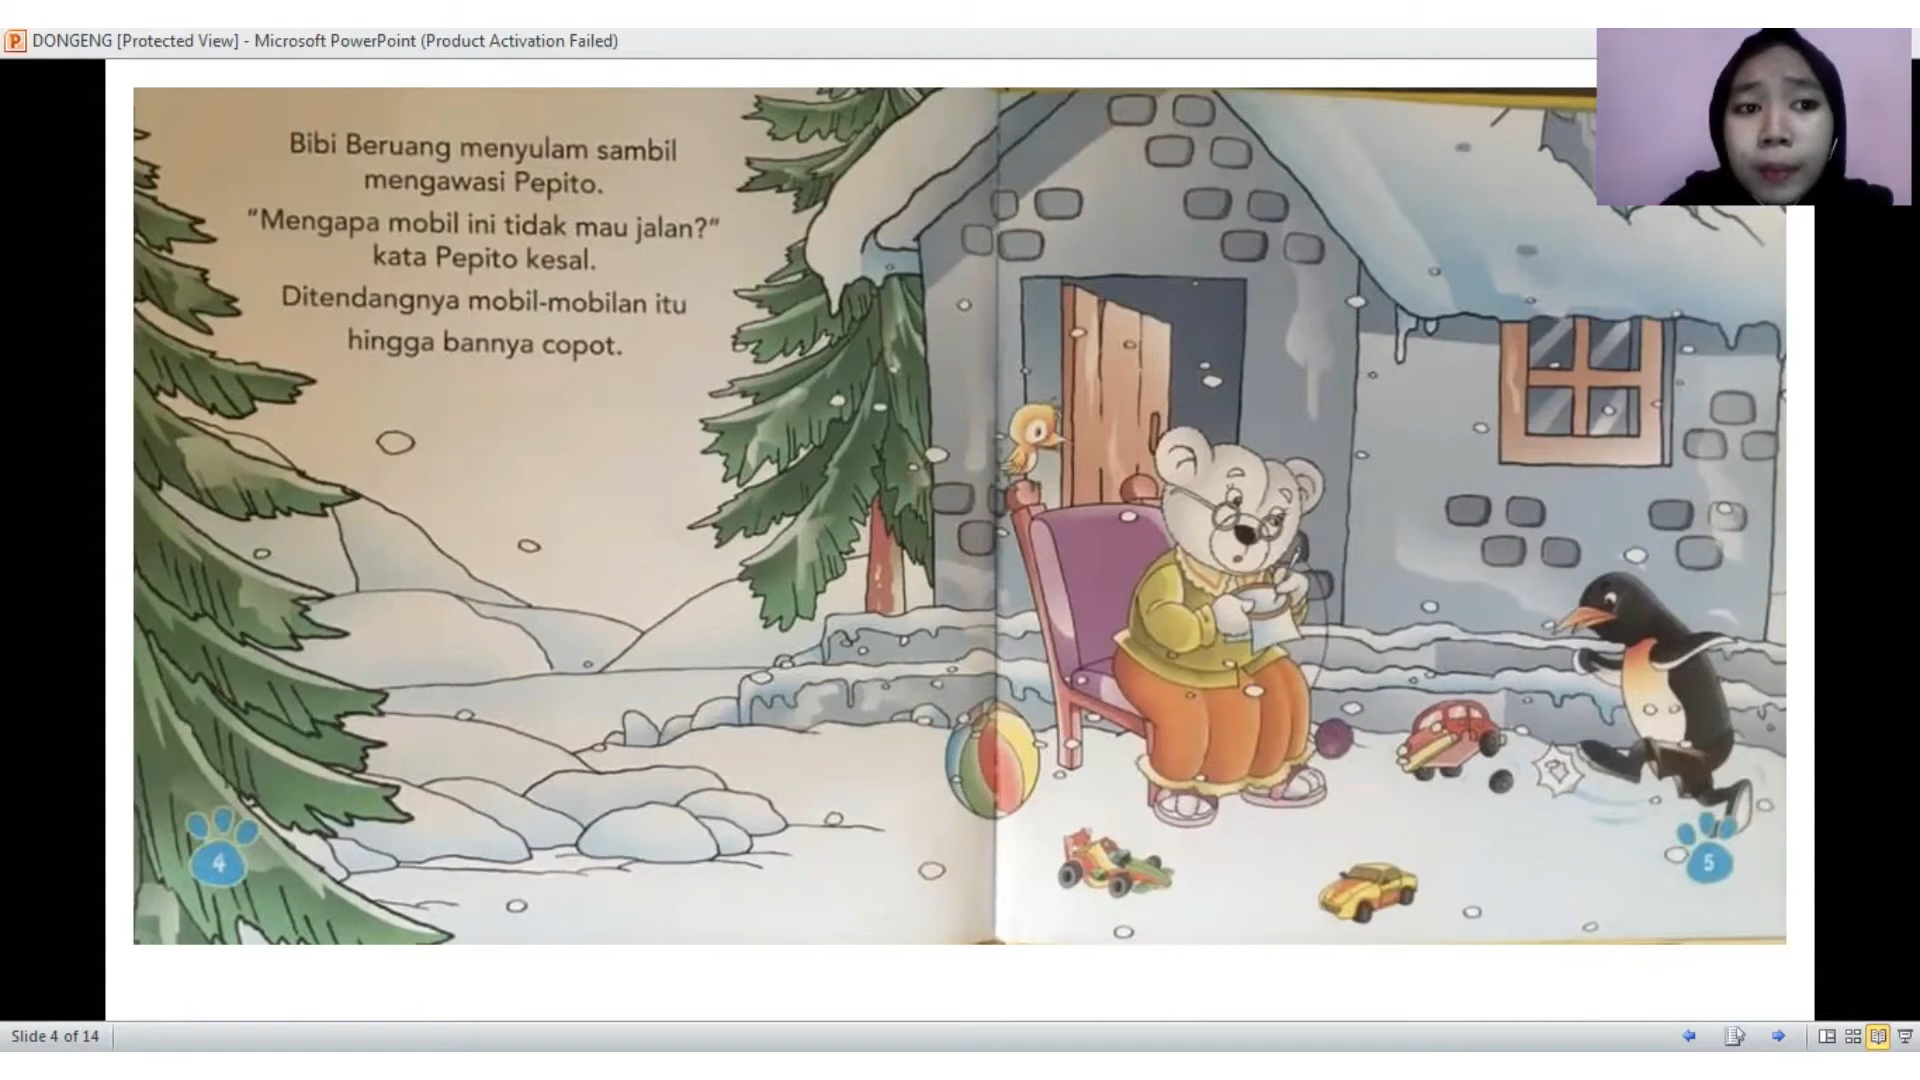 DONGENG [Protected View] - Microsoft PowerPoint (Product Activation Failed)
Bibi Beruang menyulam sambil
mengawasi Pepito.
“Mengapa mobil ini tidak mau jalan?”
kata Pepito kesal.
Ditendangnya mobil-mobilan itu
hingga bannya copot.
4
5
Slide 4 of 14